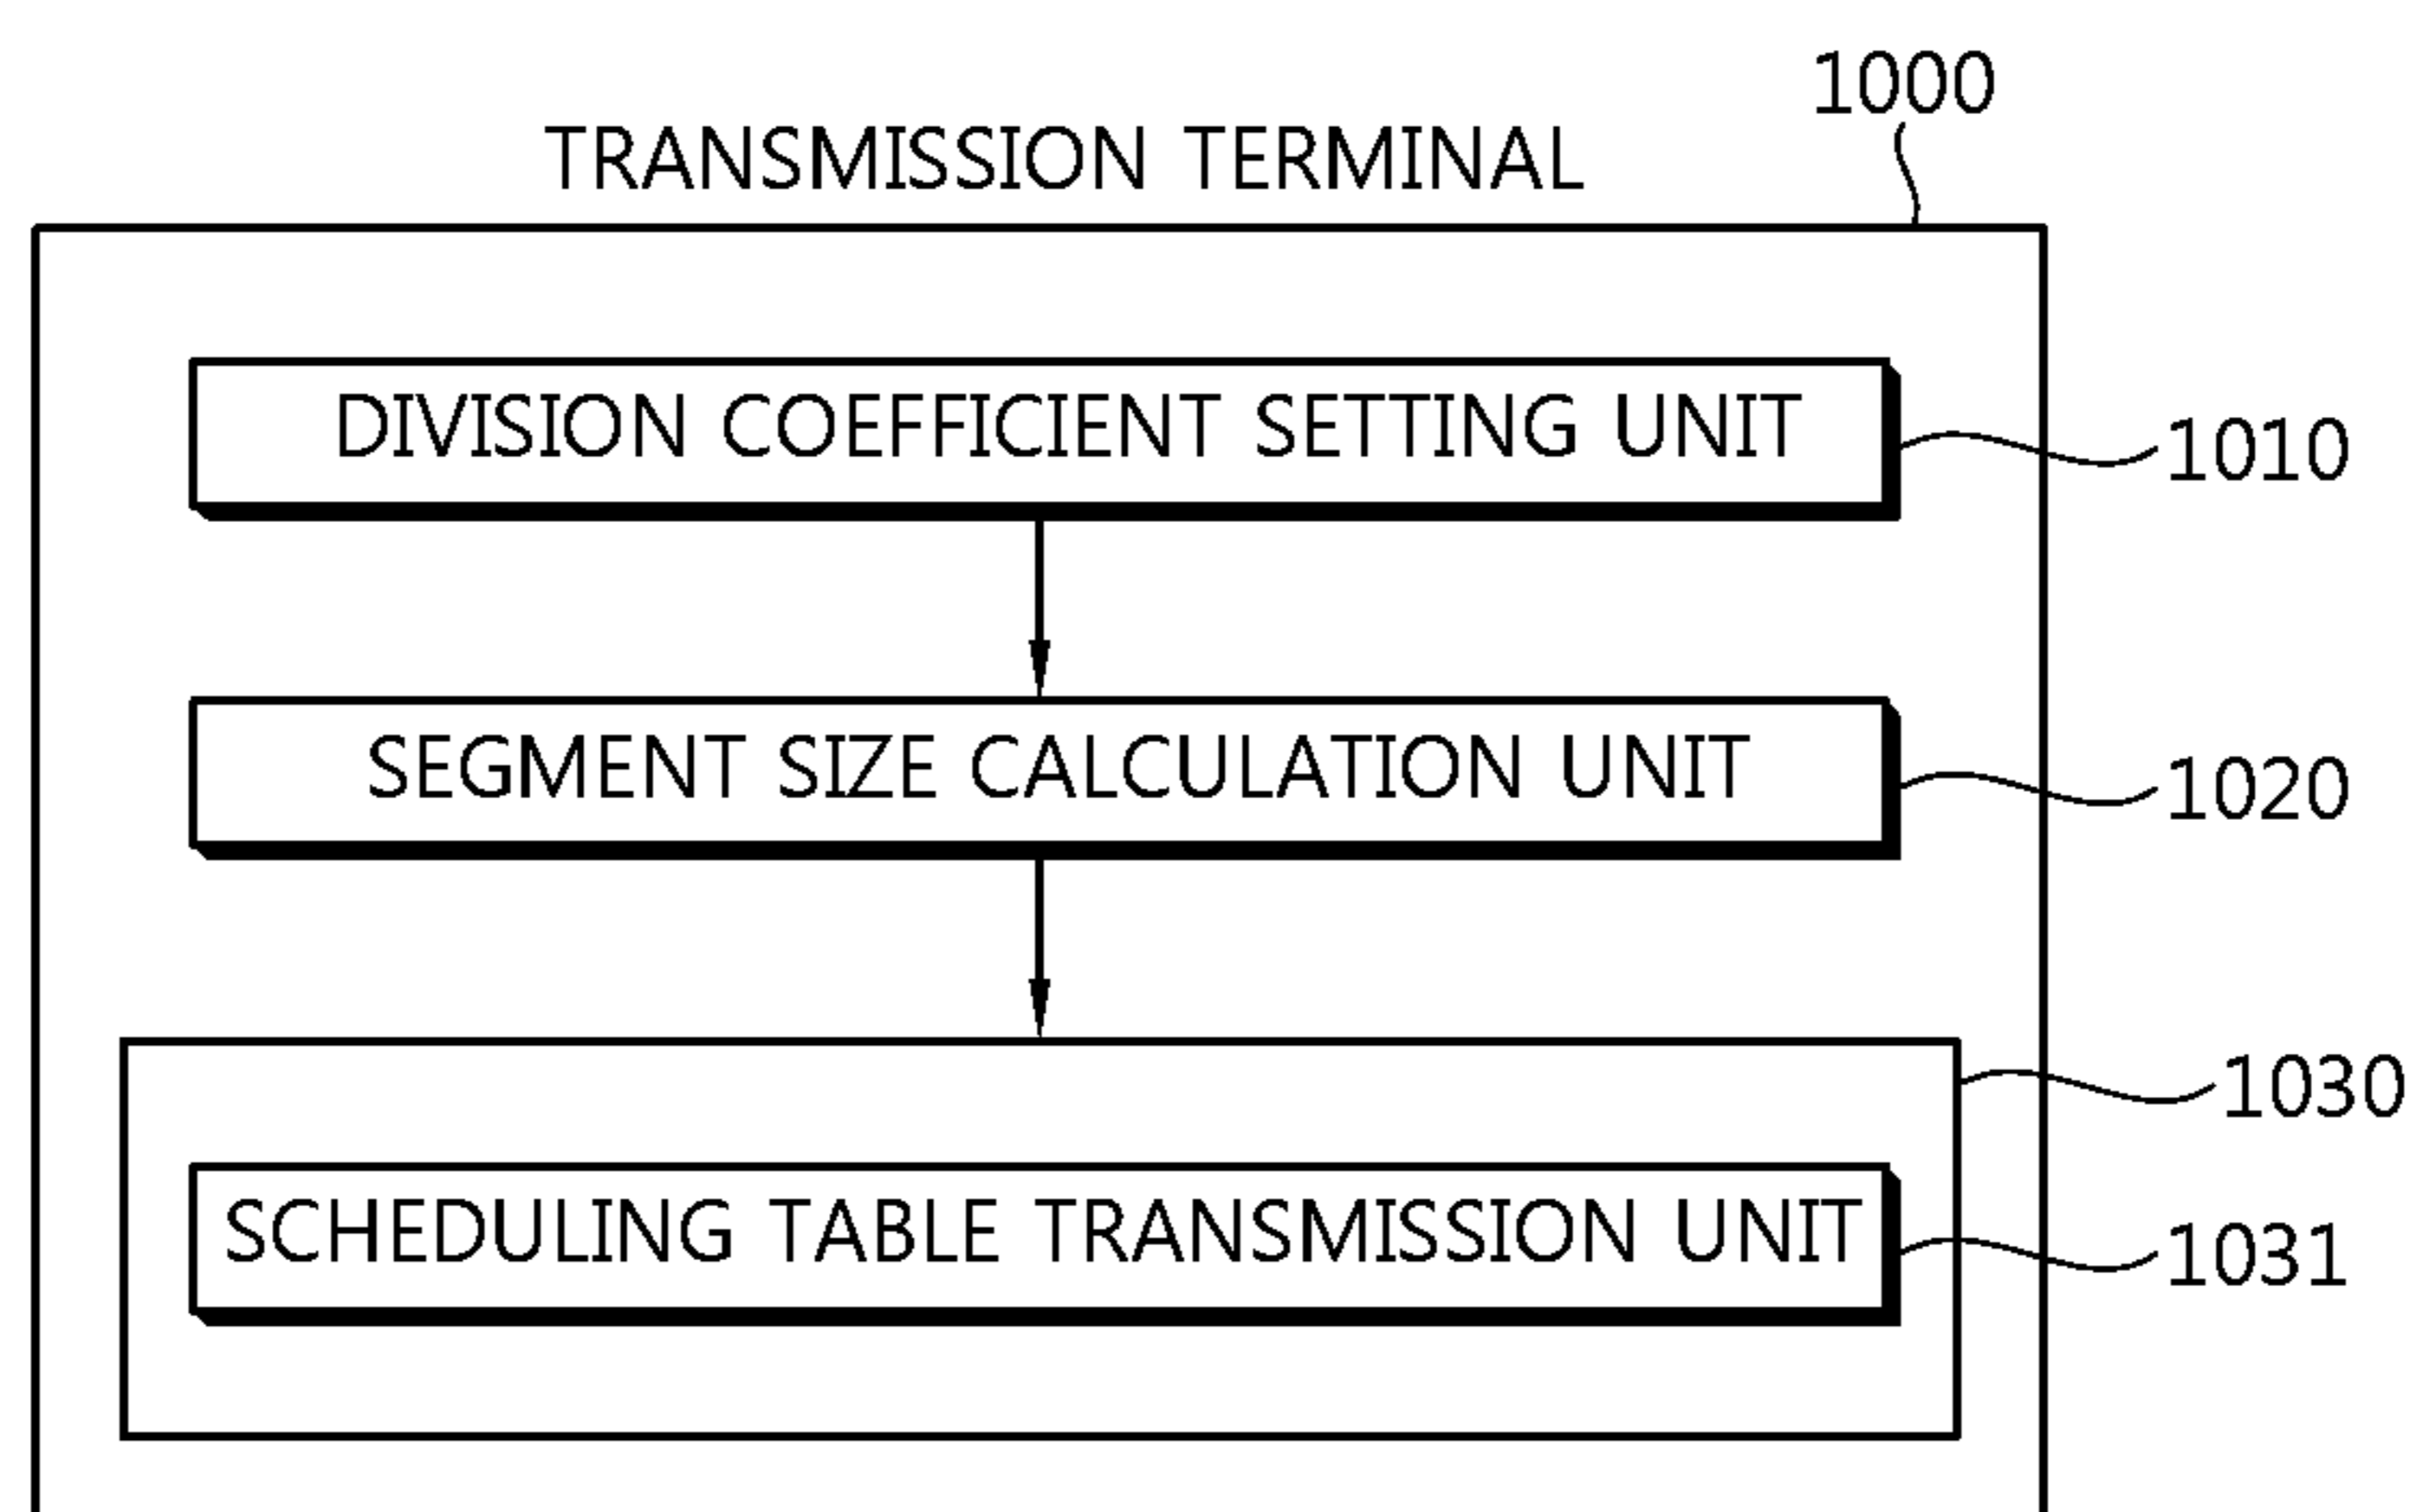 1000
TRANSMISSION TERMINAL
DIVISION COEFFICIENT SETTING UNIT
1010
SEGMENT SIZE CALCULATION UNIT
1020
1030
SCHEDULING TABLE TRANSMISSION UNIT
1031